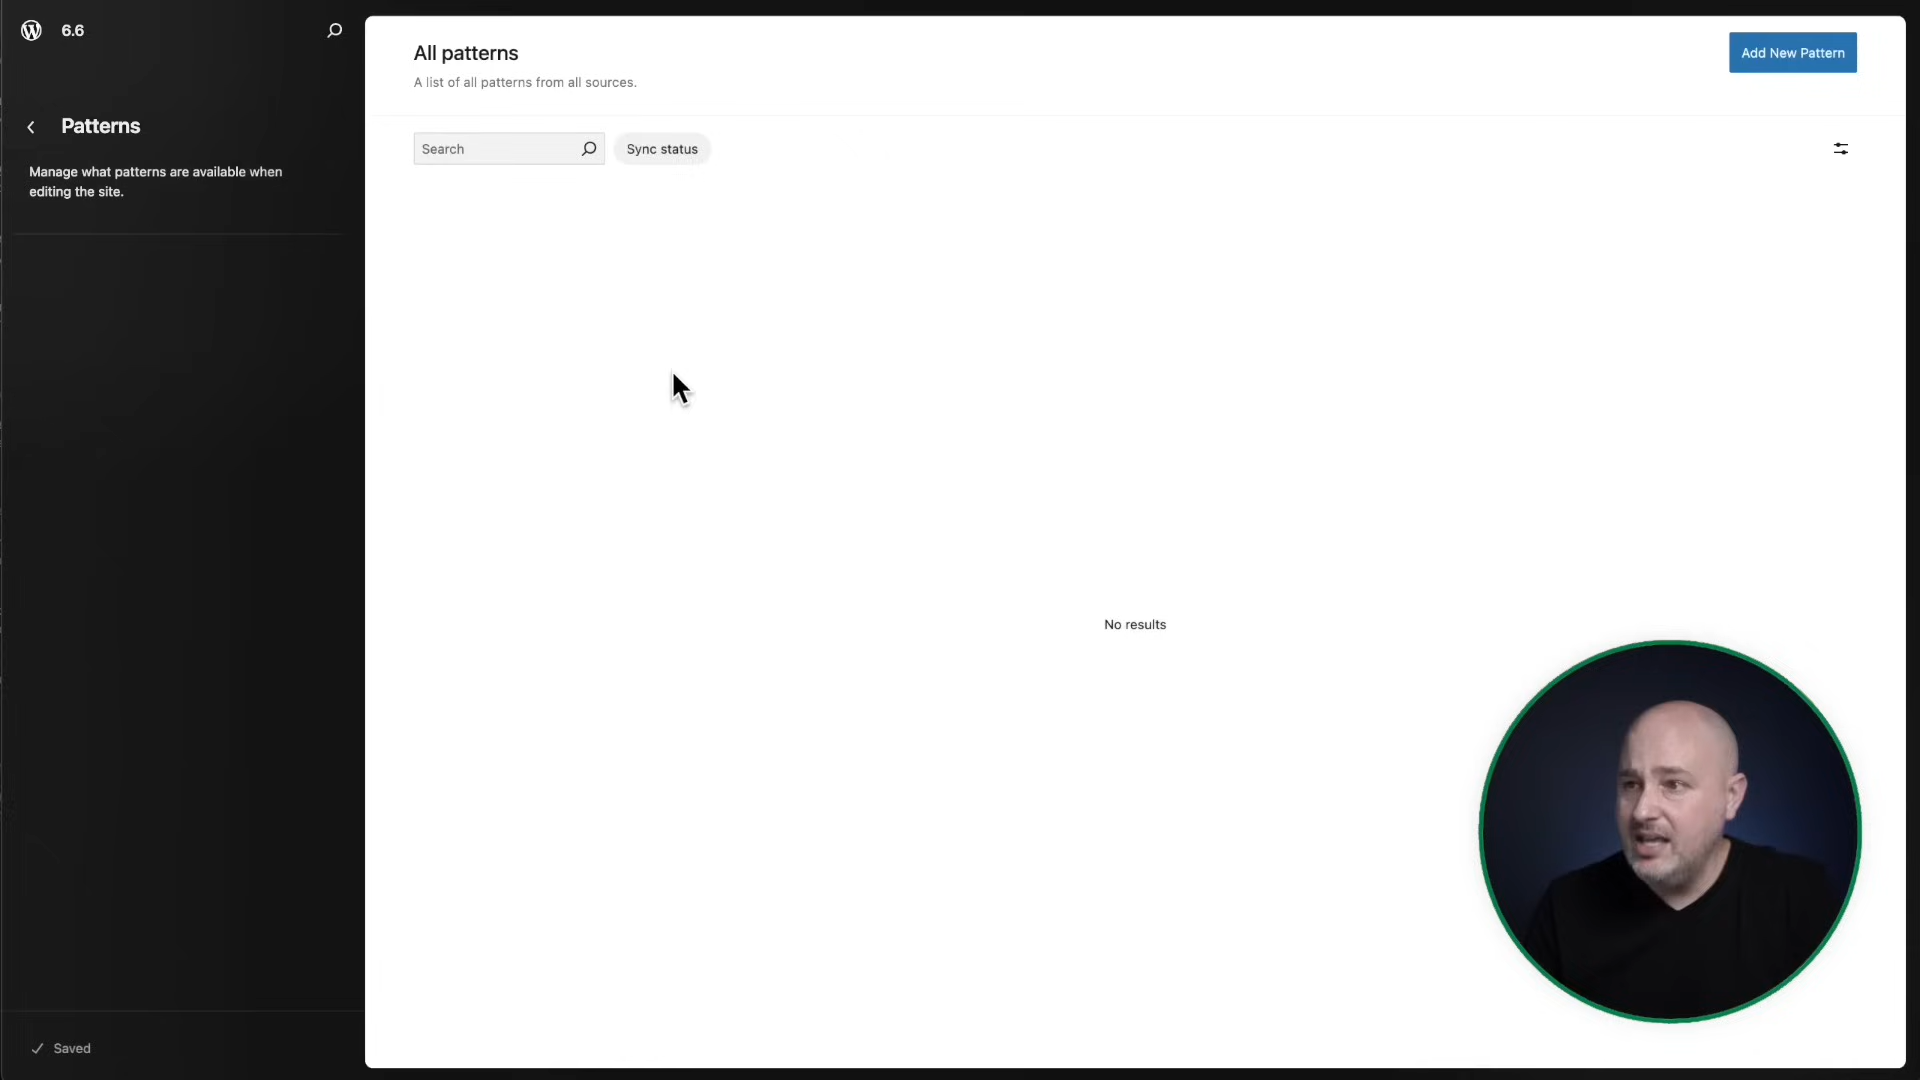 6.6
Patterns
Manage what patterns are available when
editing the site.
Saved
All patterns
A list of all patterns from all sources.
Add New Pattern
Search
Sync status
No results